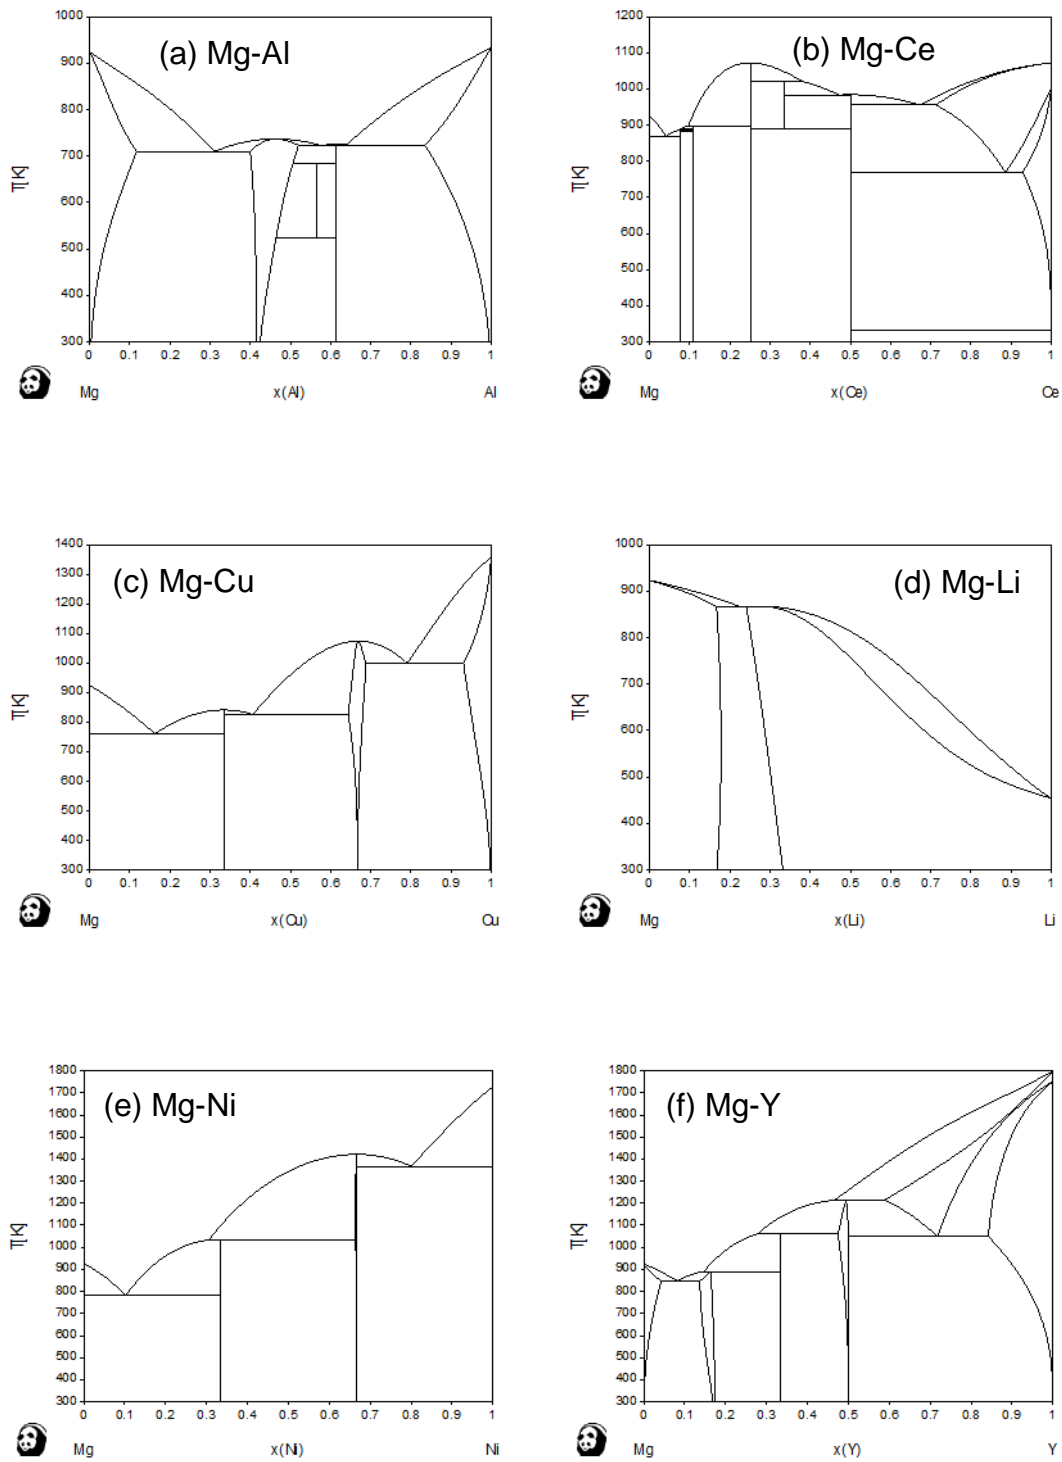 (a) Mg-Al
1000
900
800
700
600
500
400
300
T[K]
0 0.1 0.2 0.3 0.4 0.5 0.6 0.7 0.8 0.9 1
Mg x(Al) Al
(b) Mg-Ce
1200
1100
1000
900
800
700
600
500
400
300
T[K]
0 0.1 0.2 0.3 0.4 0.5 0.6 0.7 0.8 0.9 1
Mg x(Ce) Ce
(c) Mg-Cu
1400
1300
1200
1100
1000
900
800
700
600
500
400
300
T[K]
0 0.1 0.2 0.3 0.4 0.5 0.6 0.7 0.8 0.9 1
Mg x(Cu) Cu
(d) Mg-Li
1000
900
800
700
600
500
400
300
T[K]
0 0.1 0.2 0.3 0.4 0.5 0.6 0.7 0.8 0.9 1
Mg x(Li) Li
(e) Mg-Ni
1800
1700
1600
1500
1400
1300
1200
1100
1000
900
800
700
600
500
400
300
T[K]
0 0.1 0.2 0.3 0.4 0.5 0.6 0.7 0.8 0.9 1
Mg x(Ni) Ni
(f) Mg-Y
1800
1700
1600
1500
1400
1300
1200
1100
1000
900
800
700
600
500
400
300
T[K]
0 0.1 0.2 0.3 0.4 0.5 0.6 0.7 0.8 0.9 1
Mg x(Y) Y